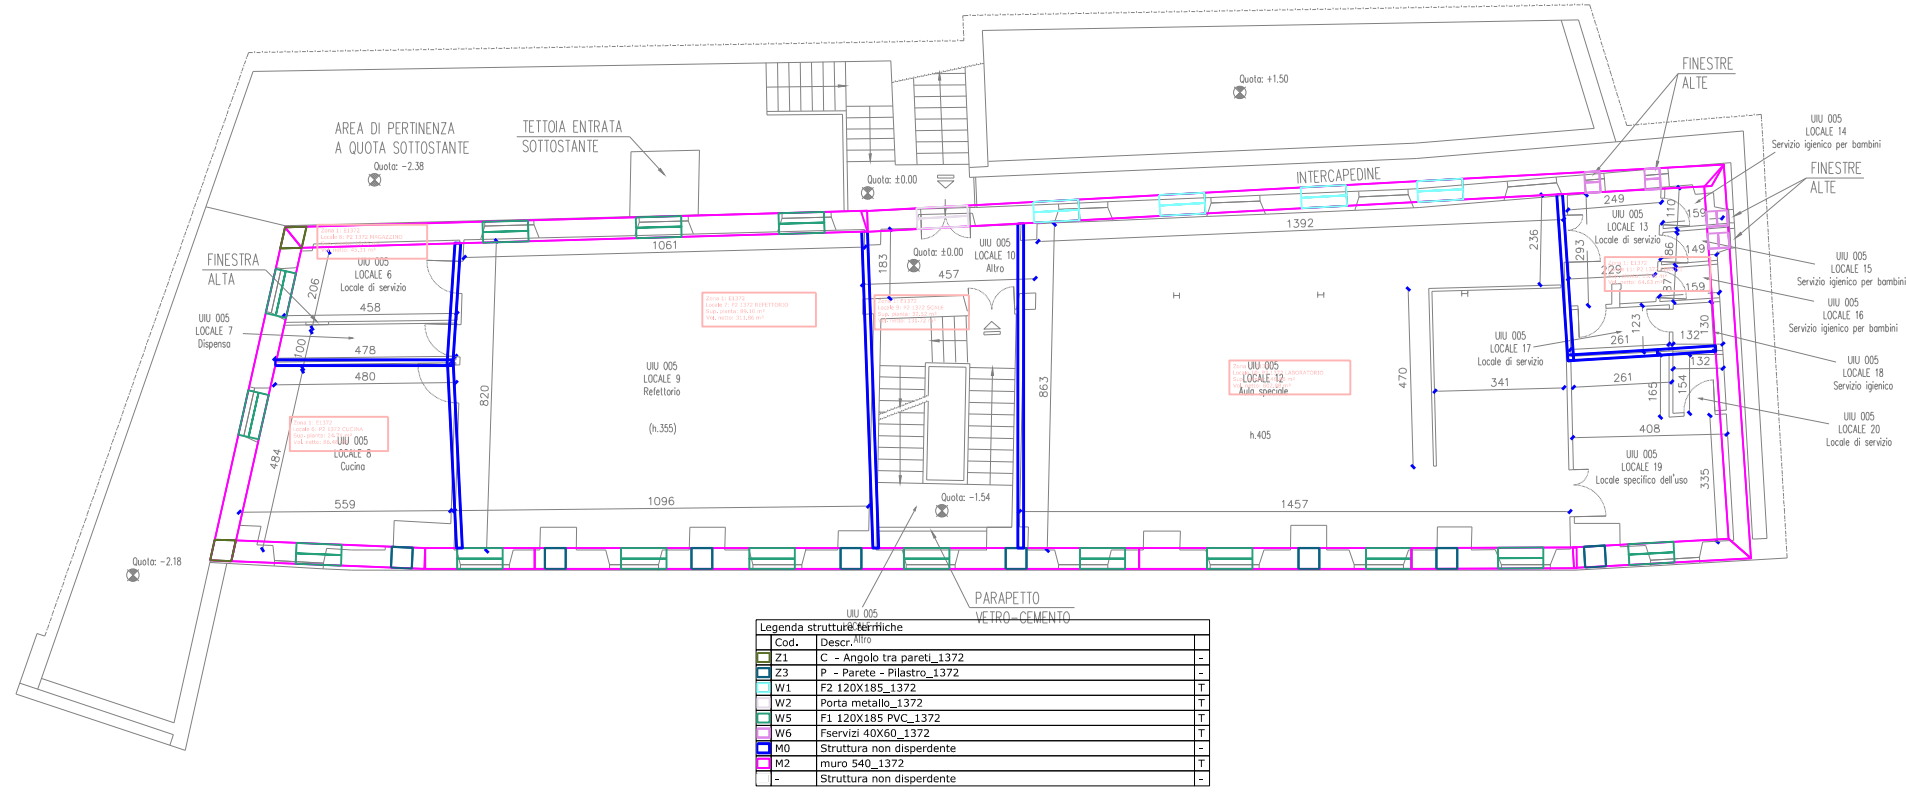 FINESTRE
ALTE
Quota: +1,50
UIU 005
LOCALE 14
Servizio igienico per bambini
TETTOIA ENTRATA
SOTTOSTANTE
AREA DI PERTINENZA
A QUOTA SOTTOSTANTE
Quota: -2.38
Quota: ±0.00
INTERCAPEDINE
FINESTRE
ALTE
249
110
159
UIU 005
LOCALE 13
Locale di servizio
1392
236
293
1061
183
UIU 005
LOCALE 10
Altro
Quota: ±0.00
457
86
149
229
87
159
UIU 005
LOCALE 15
Servizio igienico per bambini
FINESTRA
ALTA
UIU 005
LOCALE 6
Locale di servizio
206
458
UIU 005
LOCALE 7
Dispensa
100
478
480
UIU 005
LOCALE 16
Servizio igienico per bambini
123
130
132
261
UIU 005
LOCALE 17
Locale di servizio
UIU 005
LOCALE 18
Servizio igienico
UIU 005
LOCALE 9
Refettorio
(h.355)
820
863
UIU 005
LOCALE 12
Aula speciale
h.405
470
341
261
132
165
154
UIU 005
LOCALE 20
Locale di servizio
408
UIU 005
LOCALE 8
Cucina
484
559
1096
Quota: -1.54
1457
UIU 005
LOCALE 19
Locale specifico dell'uso
335
Quota: -2.18
PARAPETTO
VETRO-CEMENTO
UIU 005
LOCALE 11
Altro
Legenda strutture termiche
Cod. Descr.
Z1 C - Angolo tra pareti_1372 -
Z3 P - Parete - Pilastro_1372 -
W1 F2 120X185_1372 T
W2 Porta metallo_1372 T
W5 F1 120X185 PVC_1372 T
W6 Fservizi 40X60_1372 T
M0 Struttura non disperdente -
M2 muro 540_1372 T
- Struttura non disperdente -